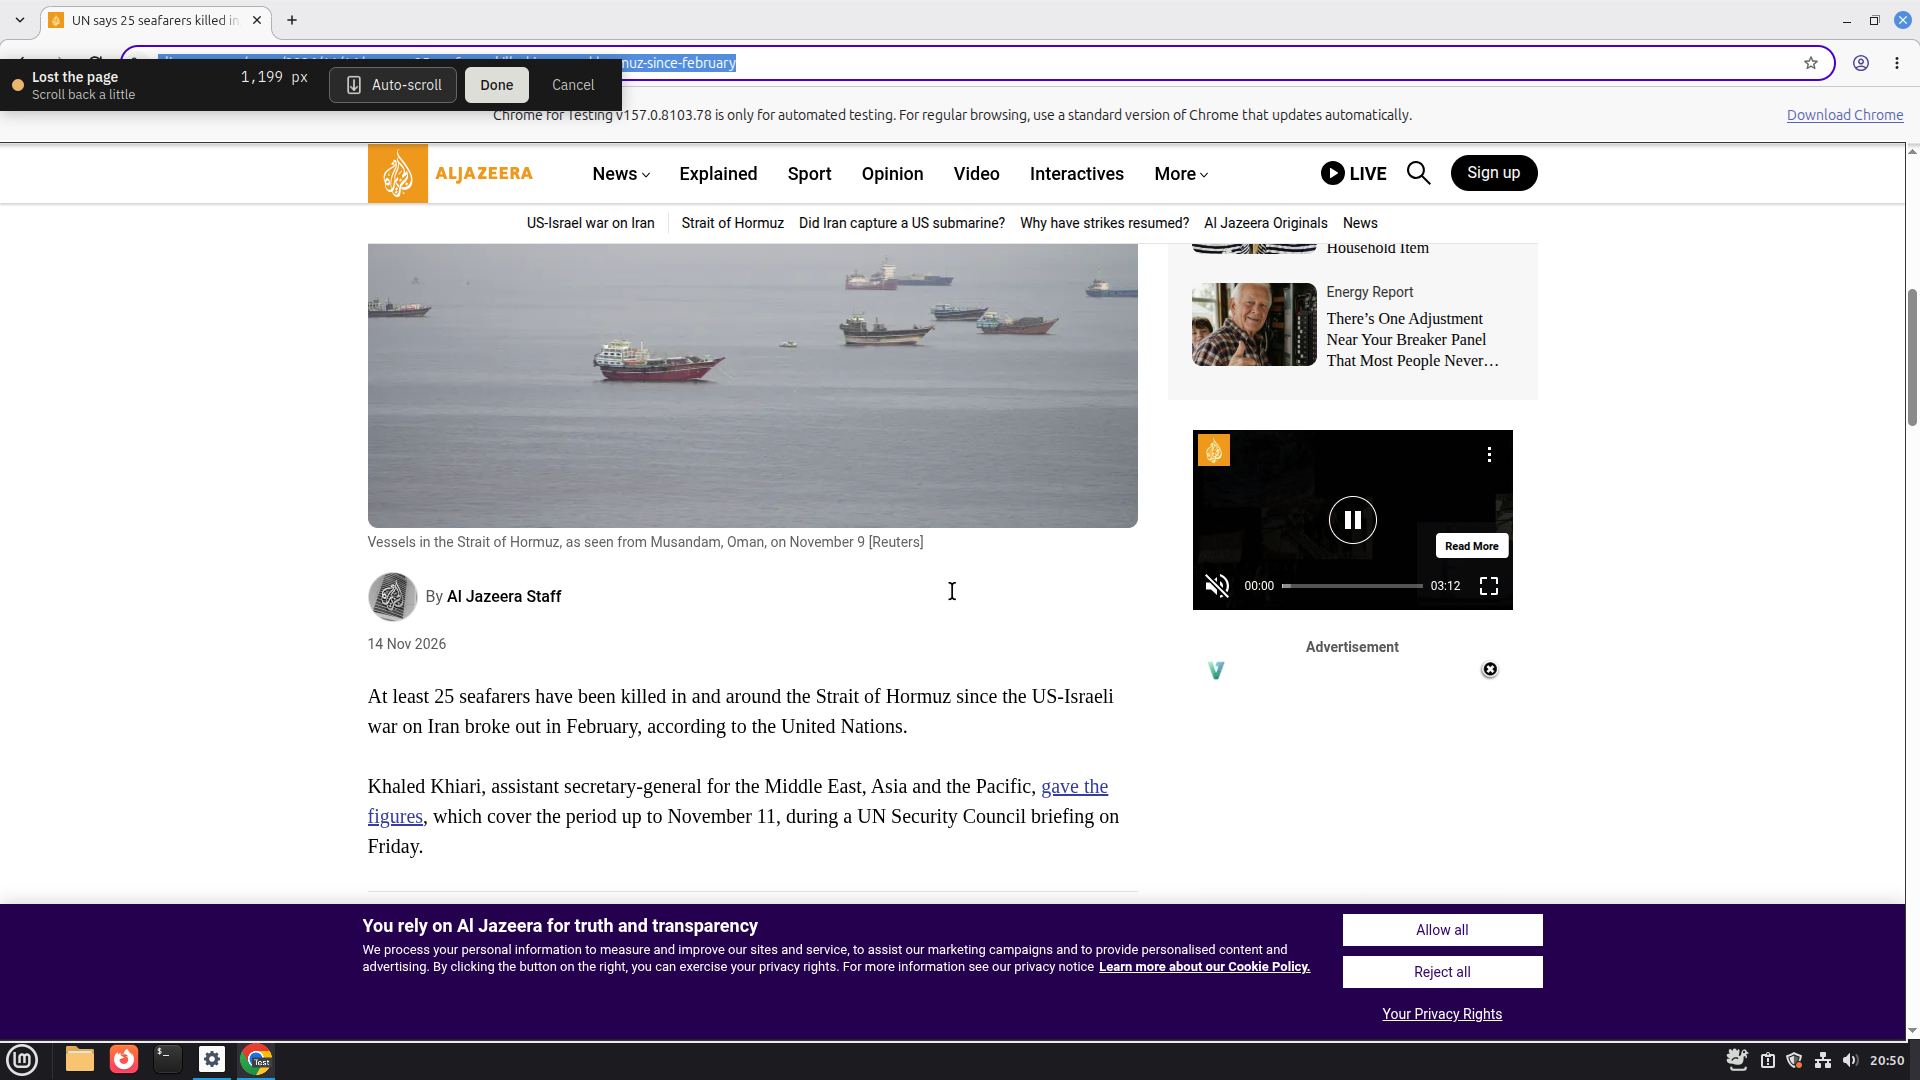 UN says 25 seafarers killed in
Lost the page
Scroll back a little
1,199 px
Auto-scroll
Done
Cancel
muz-since-february
Chrome for Testing v157.0.8103.78 is only for automated testing. For regular browsing, use a standard version of Chrome that updates automatically.
Download Chrome
ALJAZEERA
News
Explained
Sport
Opinion
Video
Interactives
More
LIVE
Sign up
US-Israel war on Iran
Strait of Hormuz
Did Iran capture a US submarine?
Why have strikes resumed?
Al Jazeera Originals
News
Household Item
Energy Report
There's One Adjustment
Near Your Breaker Panel
That Most People Never…
Read More
00:00
03:12
Vessels in the Strait of Hormuz, as seen from Musandam, Oman, on November 9 [Reuters]
By Al Jazeera Staff
14 Nov 2026
Advertisement
At least 25 seafarers have been killed in and around the Strait of Hormuz since the US-Israeli
war on Iran broke out in February, according to the United Nations.
Khaled Khiari, assistant secretary-general for the Middle East, Asia and the Pacific, gave the
figures, which cover the period up to November 11, during a UN Security Council briefing on
Friday.
You rely on Al Jazeera for truth and transparency
We process your personal information to measure and improve our sites and service, to assist our marketing campaigns and to provide personalised content and
advertising. By clicking the button on the right, you can exercise your privacy rights. For more information see our privacy notice Learn more about our Cookie Policy.
Allow all
Reject all
Your Privacy Rights
Test
20:50